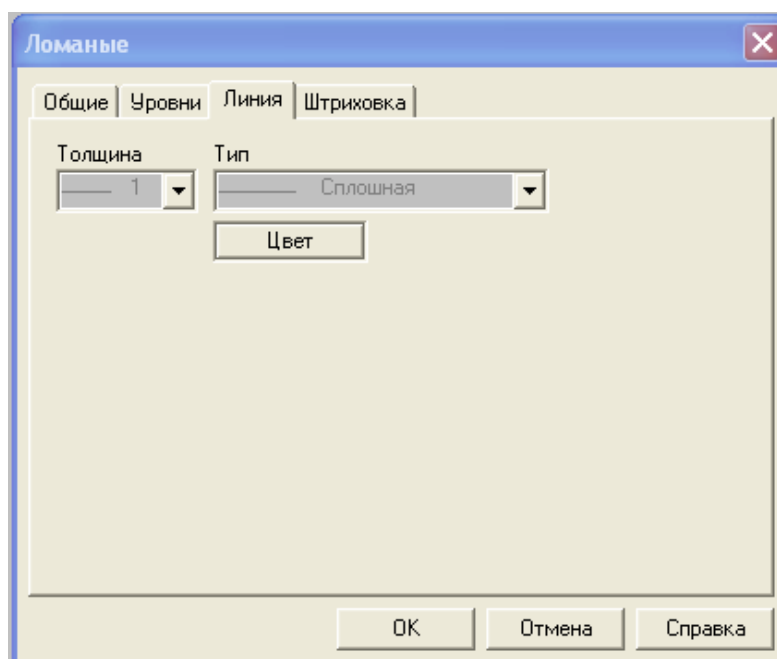 Ломаные
Общие Уровни Линия Штриховка
Толщина Тип
1 Сплошная
Цвет
OK Отмена Справка